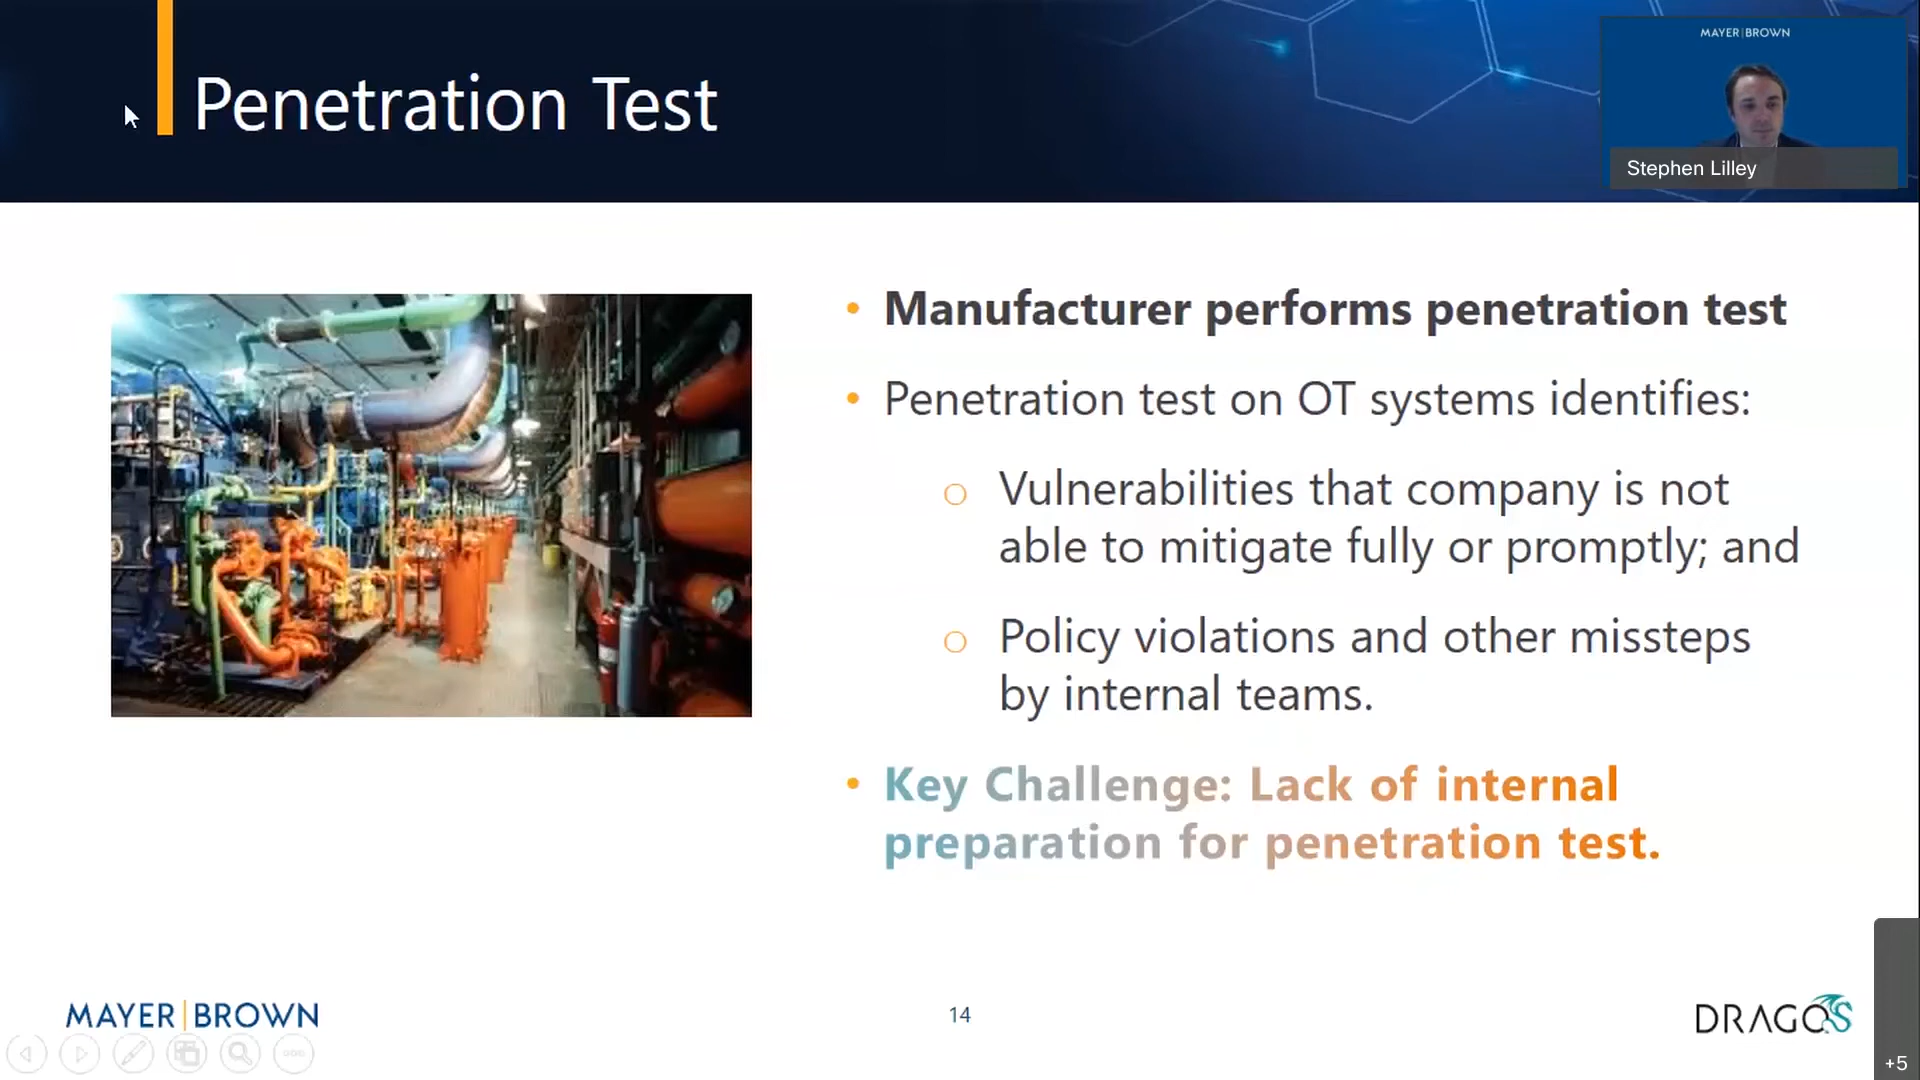 Penetration Test
MAYER|BROWN
Stephen Lilley
• Manufacturer performs penetration test
• Penetration test on OT systems identifies:
o Vulnerabilities that company is not
able to mitigate fully or promptly; and
o Policy violations and other missteps
by internal teams.
• Key Challenge: Lack of internal
preparation for penetration test.
MAYER|BROWN
14
DRAGOS
+5